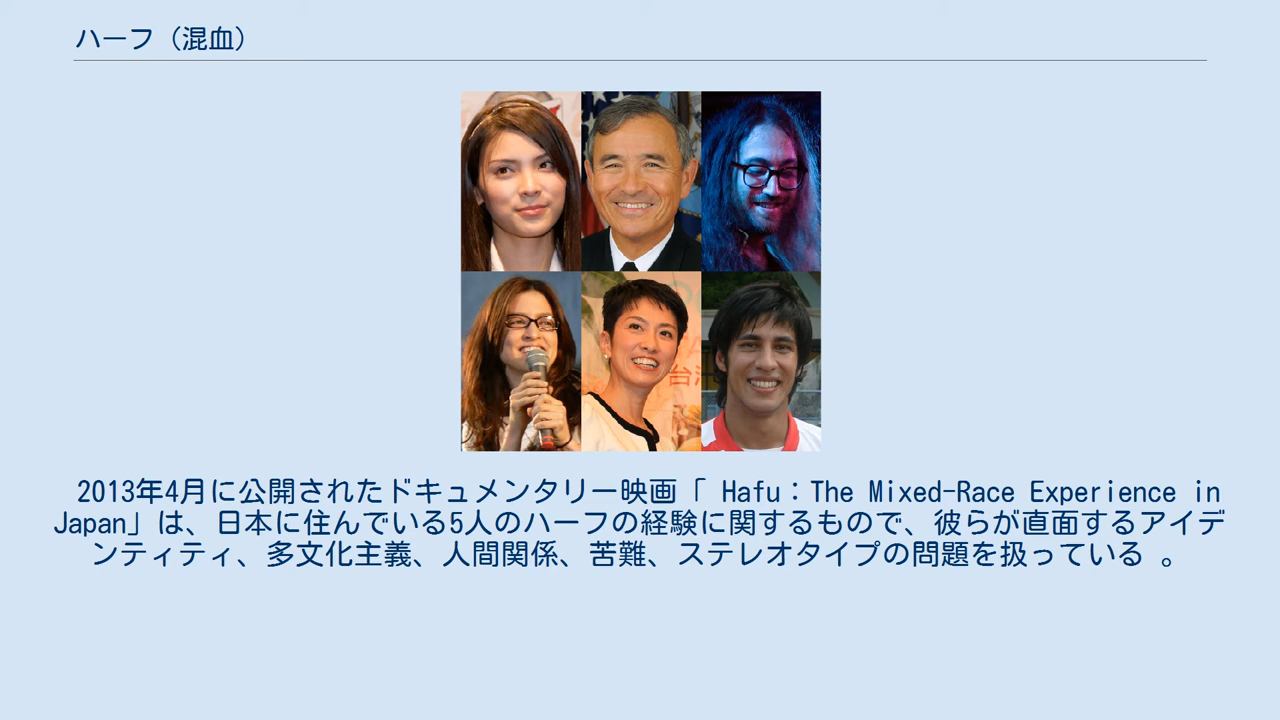 ハーフ（混血）
台湾
2013年4月に公開されたドキュメンタリー映画「 Hafu：The Mixed-Race Experience in
Japan」は、日本に住んでいる5人のハーフの経験に関するもので、彼らが直面するアイデ
ンティティ、多文化主義、人間関係、苦難、ステレオタイプの問題を扱っている 。